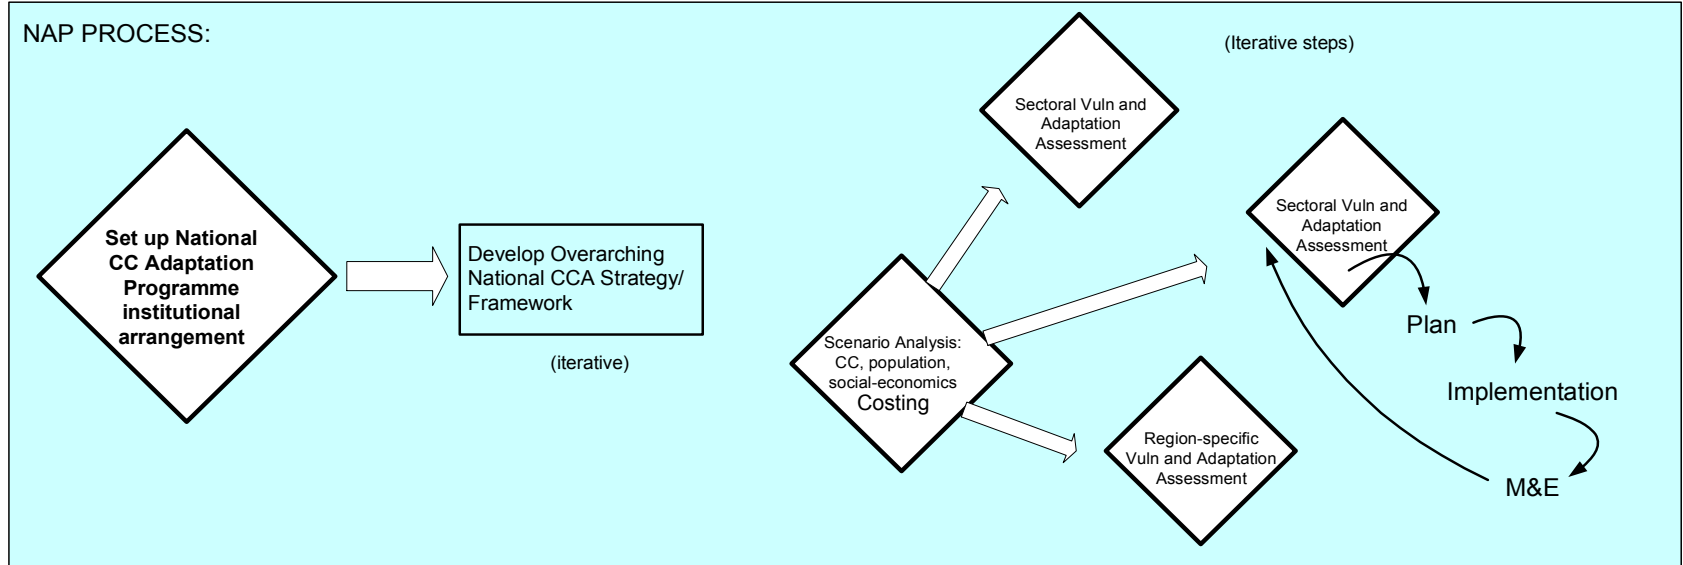 NAP PROCESS:
(Iterative steps)
Set up National
CC Adaptation
Programme
institutional
arrangement
Develop Overarching
National CCA Strategy/
Framework
(iterative)
Scenario Analysis:
CC, population,
social-economics
Costing
Sectoral Vuln and
Adaptation
Assessment
Sectoral Vuln and
Adaptation
Assessment
Region-specific
Vuln and Adaptation
Assessment
Plan
Implementation
M&E